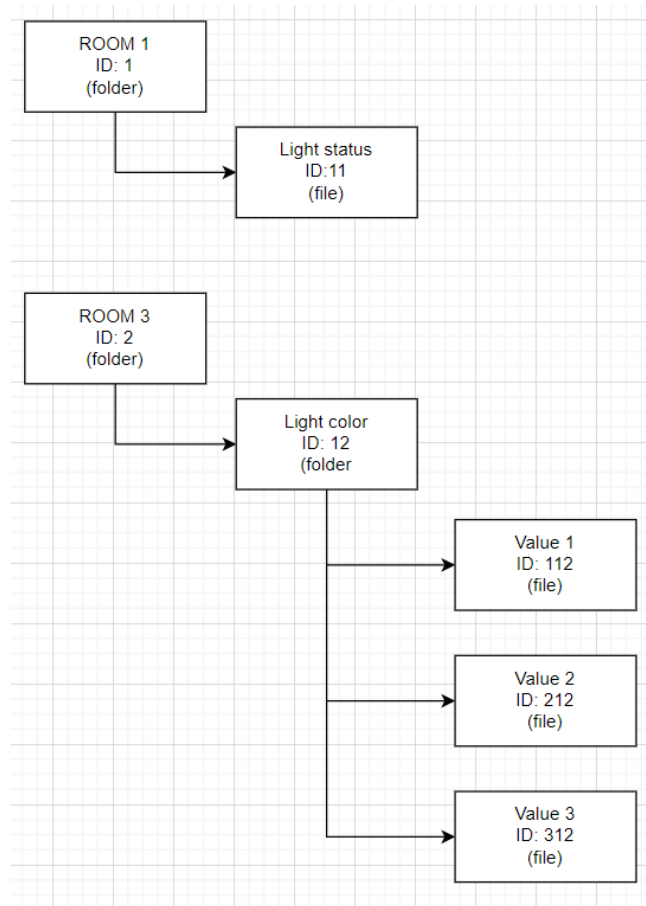 ROOM 1
ID: 1
(folder)
Light status
ID:11
(file)
ROOM 3
ID: 2
(folder)
Light color
ID: 12
(folder
Value 1
ID: 112
(file)
Value 2
ID: 212
(file)
Value 3
ID: 312
(file)